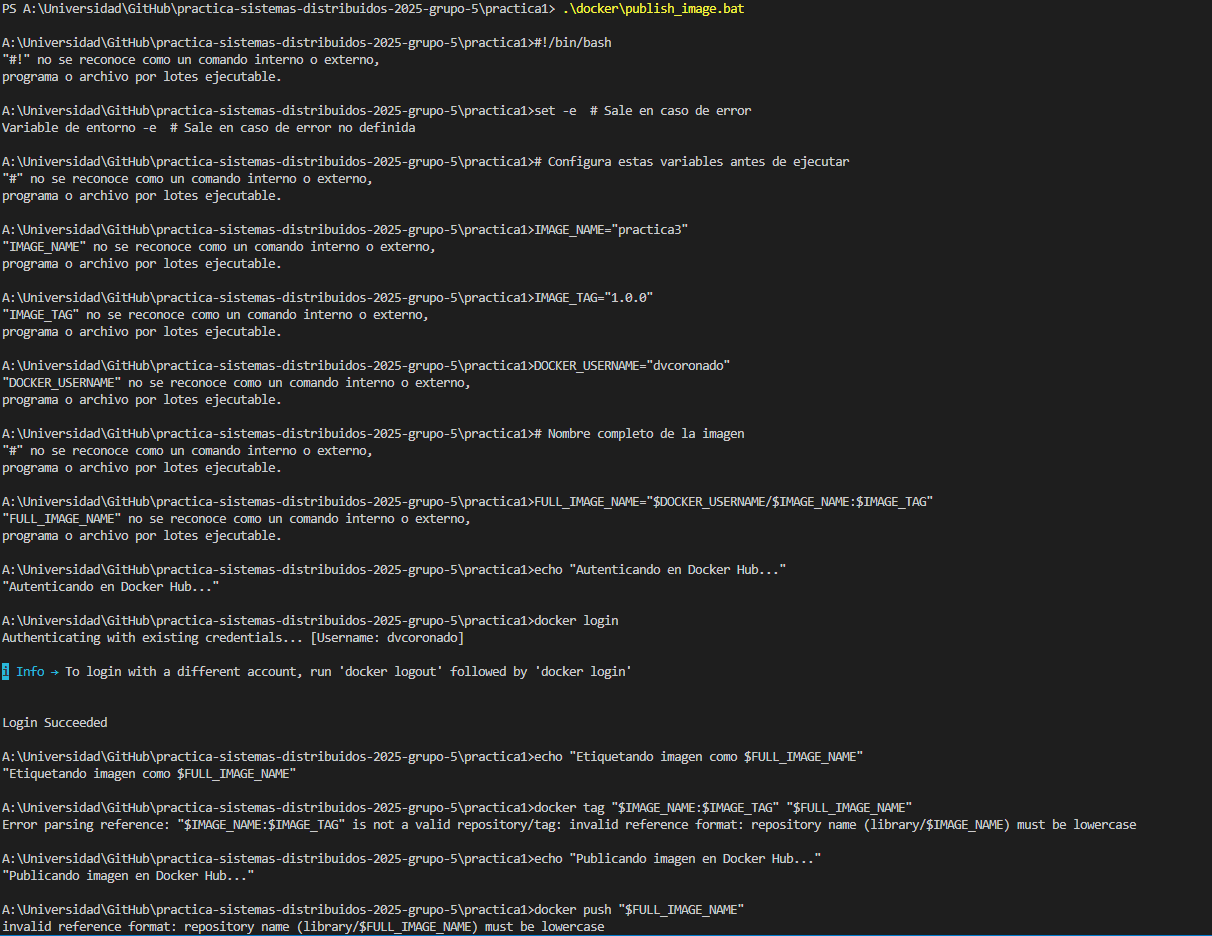 PS A:\Universidad\GitHub\practica-sistemas-distribuidos-2025-grupo-5\practica1> .\docker\publish_image.bat
A:\Universidad\GitHub\practica-sistemas-distribuidos-2025-grupo-5\practica1>#!/bin/bash
"#!" no se reconoce como un comando interno o externo,
programa o archivo por lotes ejecutable.
A:\Universidad\GitHub\practica-sistemas-distribuidos-2025-grupo-5\practica1>set -e  # Sale en caso de error
Variable de entorno -e  # Sale en caso de error no definida
A:\Universidad\GitHub\practica-sistemas-distribuidos-2025-grupo-5\practica1># Configura estas variables antes de ejecutar
"#" no se reconoce como un comando interno o externo,
programa o archivo por lotes ejecutable.
A:\Universidad\GitHub\practica-sistemas-distribuidos-2025-grupo-5\practica1>IMAGE_NAME="practica3"
"IMAGE_NAME" no se reconoce como un comando interno o externo,
programa o archivo por lotes ejecutable.
A:\Universidad\GitHub\practica-sistemas-distribuidos-2025-grupo-5\practica1>IMAGE_TAG="1.0.0"
"IMAGE_TAG" no se reconoce como un comando interno o externo,
programa o archivo por lotes ejecutable.
A:\Universidad\GitHub\practica-sistemas-distribuidos-2025-grupo-5\practica1>DOCKER_USERNAME="dvcoronado"
"DOCKER_USERNAME" no se reconoce como un comando interno o externo,
programa o archivo por lotes ejecutable.
A:\Universidad\GitHub\practica-sistemas-distribuidos-2025-grupo-5\practica1># Nombre completo de la imagen
"#" no se reconoce como un comando interno o externo,
programa o archivo por lotes ejecutable.
A:\Universidad\GitHub\practica-sistemas-distribuidos-2025-grupo-5\practica1>FULL_IMAGE_NAME="$DOCKER_USERNAME/$IMAGE_NAME:$IMAGE_TAG"
"FULL_IMAGE_NAME" no se reconoce como un comando interno o externo,
programa o archivo por lotes ejecutable.
A:\Universidad\GitHub\practica-sistemas-distribuidos-2025-grupo-5\practica1>echo "Autenticando en Docker Hub..."
"Autenticando en Docker Hub..."
A:\Universidad\GitHub\practica-sistemas-distribuidos-2025-grupo-5\practica1>docker login
Authenticating with existing credentials... [Username: dvcoronado]
i Info → To login with a different account, run 'docker logout' followed by 'docker login'
Login Succeeded
A:\Universidad\GitHub\practica-sistemas-distribuidos-2025-grupo-5\practica1>echo "Etiquetando imagen como $FULL_IMAGE_NAME"
"Etiquetando imagen como $FULL_IMAGE_NAME"
A:\Universidad\GitHub\practica-sistemas-distribuidos-2025-grupo-5\practica1>docker tag "$IMAGE_NAME:$IMAGE_TAG" "$FULL_IMAGE_NAME"
Error parsing reference: "$IMAGE_NAME:$IMAGE_TAG" is not a valid repository/tag: invalid reference format: repository name (library/$IMAGE_NAME) must be lowercase
A:\Universidad\GitHub\practica-sistemas-distribuidos-2025-grupo-5\practica1>echo "Publicando imagen en Docker Hub..."
"Publicando imagen en Docker Hub..."
A:\Universidad\GitHub\practica-sistemas-distribuidos-2025-grupo-5\practica1>docker push "$FULL_IMAGE_NAME"
invalid reference format: repository name (library/$FULL_IMAGE_NAME) must be lowercase